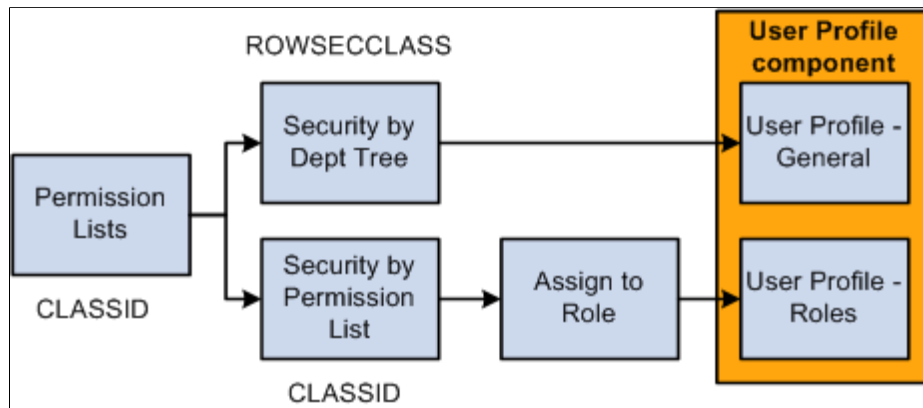 ROWSECCLASS
User Profile
component
Security by
Dept Tree
User Profile -
General
Permission
Lists
CLASSID
Security by
Permission
List
CLASSID
Assign to
Role
User Profile -
Roles